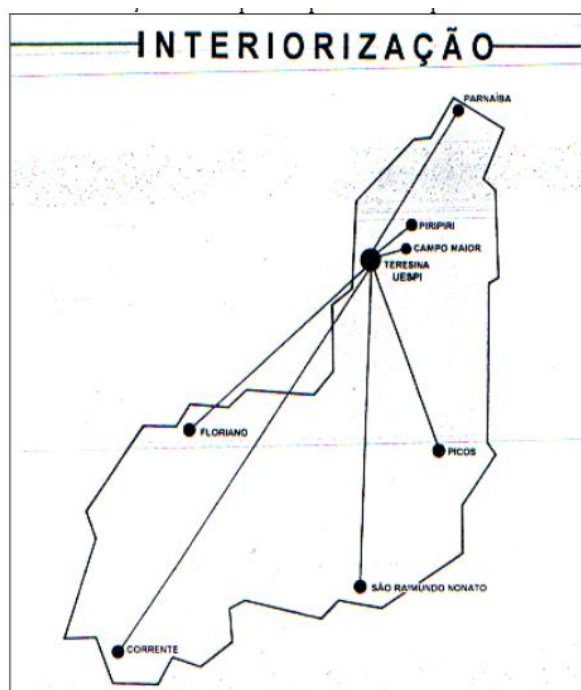 INTERIORIZAÇÃO
PARNAÍBA
PIRIPIRI
CAMPO MAIOR
TERESINA
UESPI
FLORIANO
PICOS
SÃO RAIMUNDO NONATO
CORRENTE